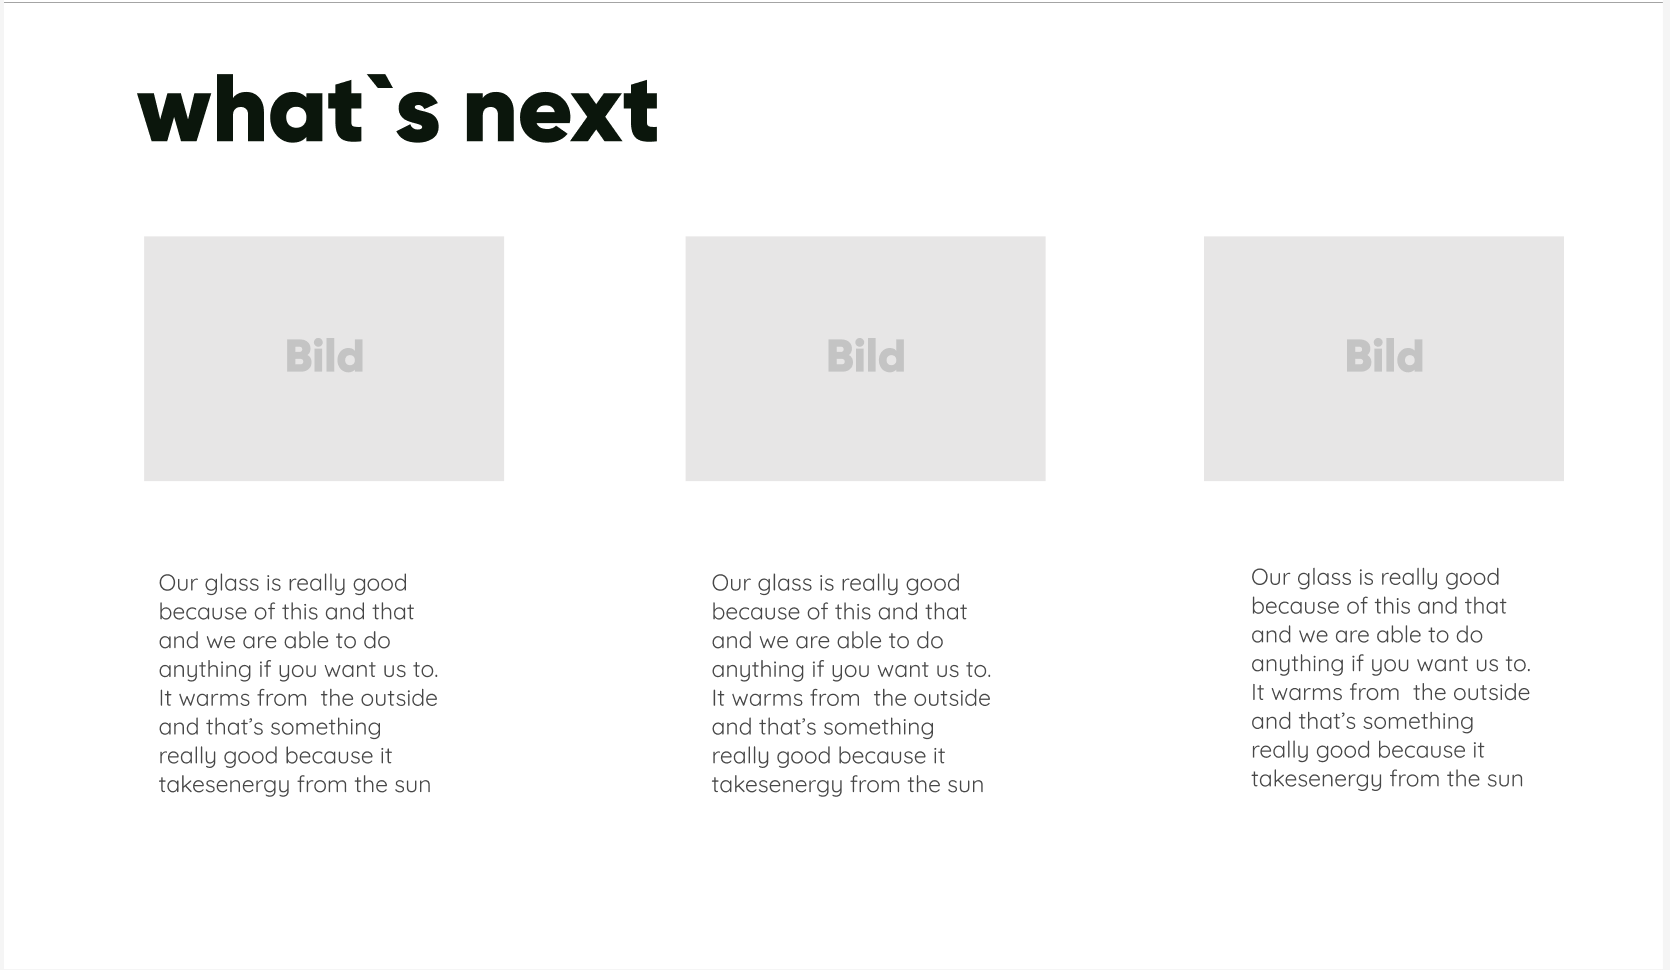 what`s next
Bild
Bild
Bild
Our glass is really good
because of this and that
and we are able to do
anything if you want us to.
It warms from  the outside
and that’s something
really good because it
takesenergy from the sun
Our glass is really good
because of this and that
and we are able to do
anything if you want us to.
It warms from  the outside
and that’s something
really good because it
takesenergy from the sun
Our glass is really good
because of this and that
and we are able to do
anything if you want us to.
It warms from  the outside
and that’s something
really good because it
takesenergy from the sun